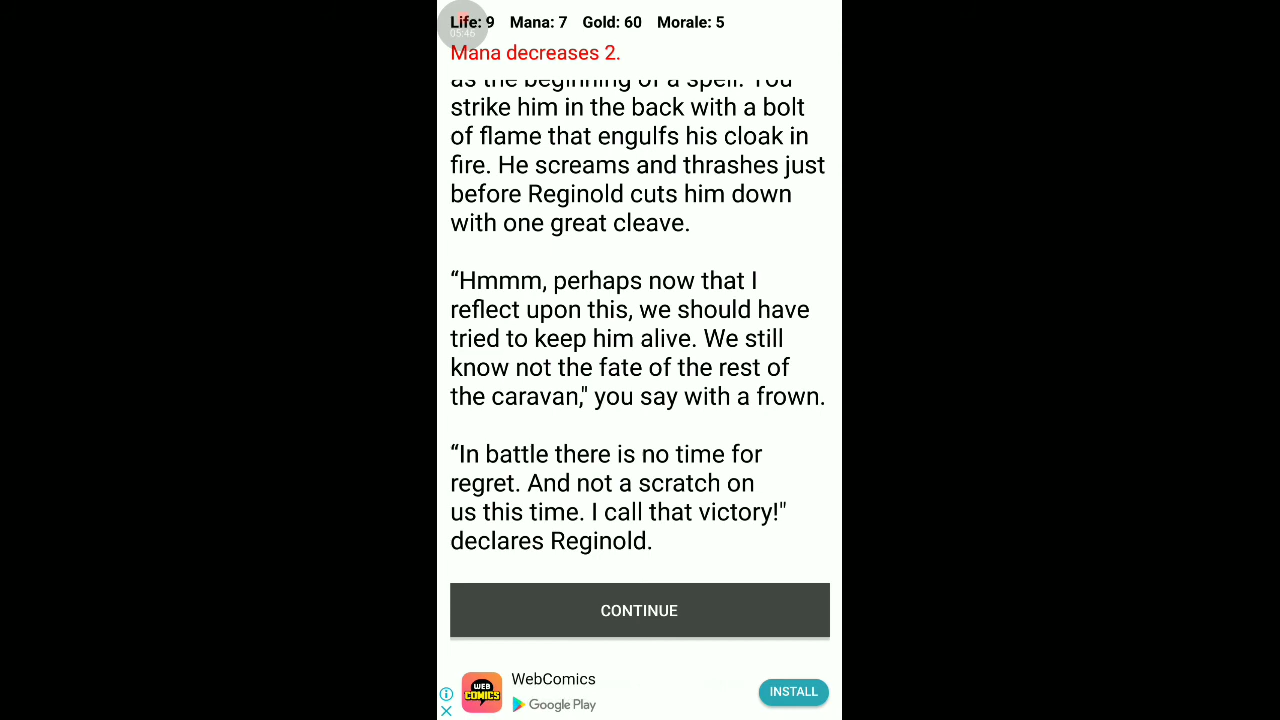 Life: 9 Mana: 7 Gold: 60 Morale: 5
05:46
Mana decreases 2.
as the beginning of a spell. You
strike him in the back with a bolt
of flame that engulfs his cloak in
fire. He screams and thrashes just
before Reginold cuts him down
with one great cleave.
“Hmmm, perhaps now that I
reflect upon this, we should have
tried to keep him alive. We still
know not the fate of the rest of
the caravan," you say with a frown.
“In battle there is no time for
regret. And not a scratch on
us this time. I call that victory!"
declares Reginold.
CONTINUE
WEB
COMICS
WebComics
Google Play
INSTALL